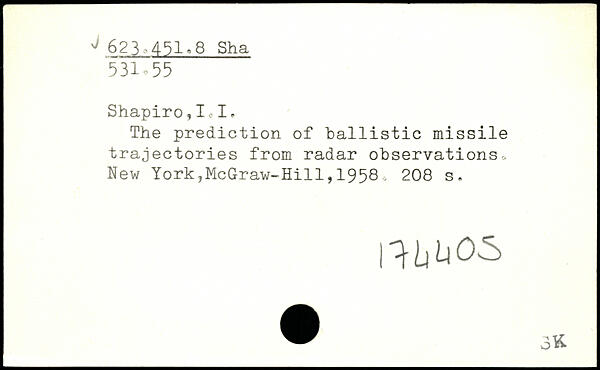 ✓ 623.451.8 Sha
531.55
Shapiro,I.I.
The prediction of ballistic missile
trajectories from radar observations.
New York,McGraw-Hill,1958. 208 s.
174405
SK